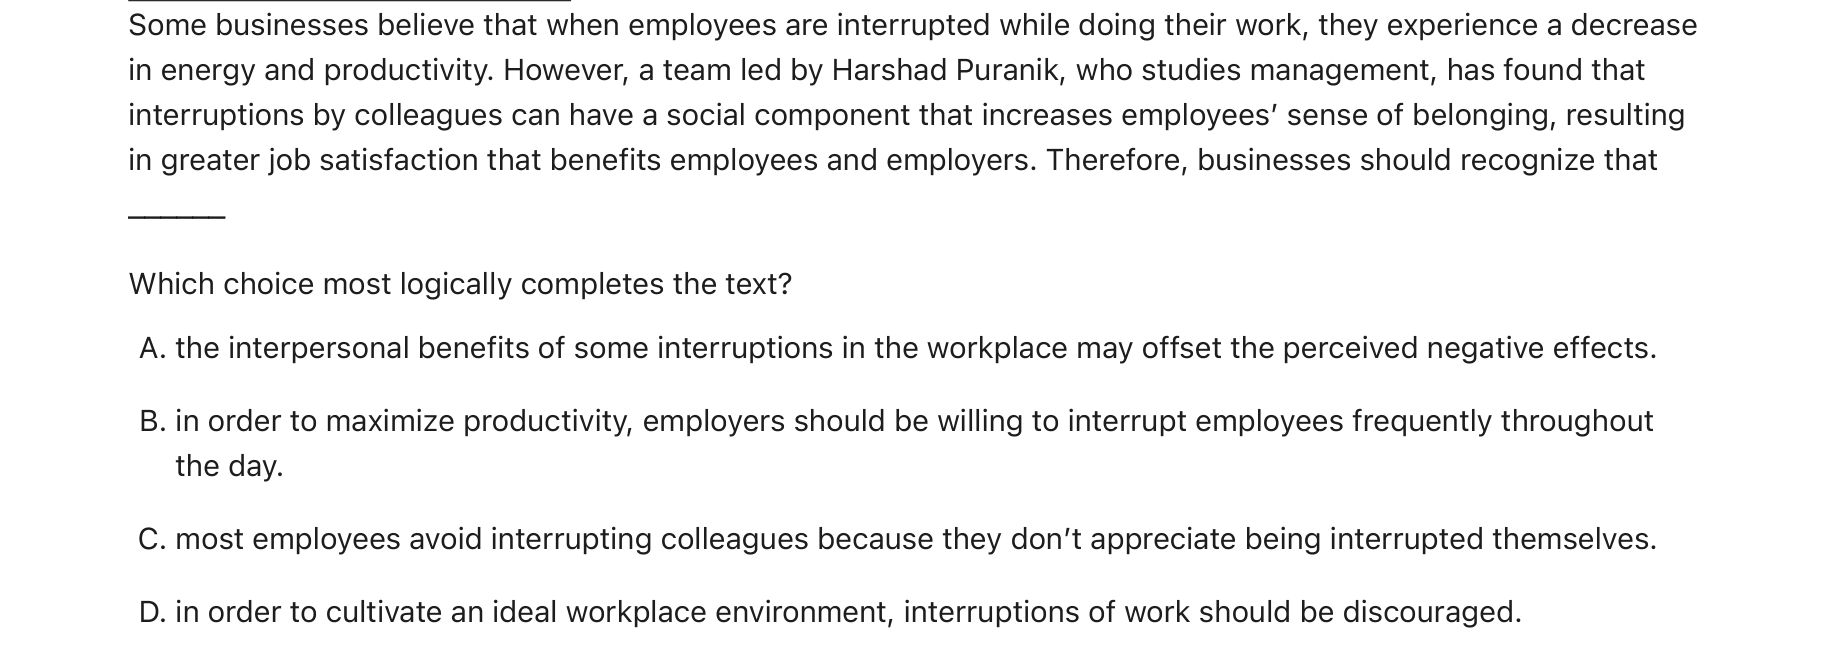 Some businesses believe that when employees are interrupted while doing their work, they experience a decrease
in energy and productivity. However, a team led by Harshad Puranik, who studies management, has found that
interruptions by colleagues can have a social component that increases employees’ sense of belonging, resulting
in greater job satisfaction that benefits employees and employers. Therefore, businesses should recognize that
______
Which choice most logically completes the text?
A. the interpersonal benefits of some interruptions in the workplace may offset the perceived negative effects.
B. in order to maximize productivity, employers should be willing to interrupt employees frequently throughout
the day.
C. most employees avoid interrupting colleagues because they don’t appreciate being interrupted themselves.
D. in order to cultivate an ideal workplace environment, interruptions of work should be discouraged.